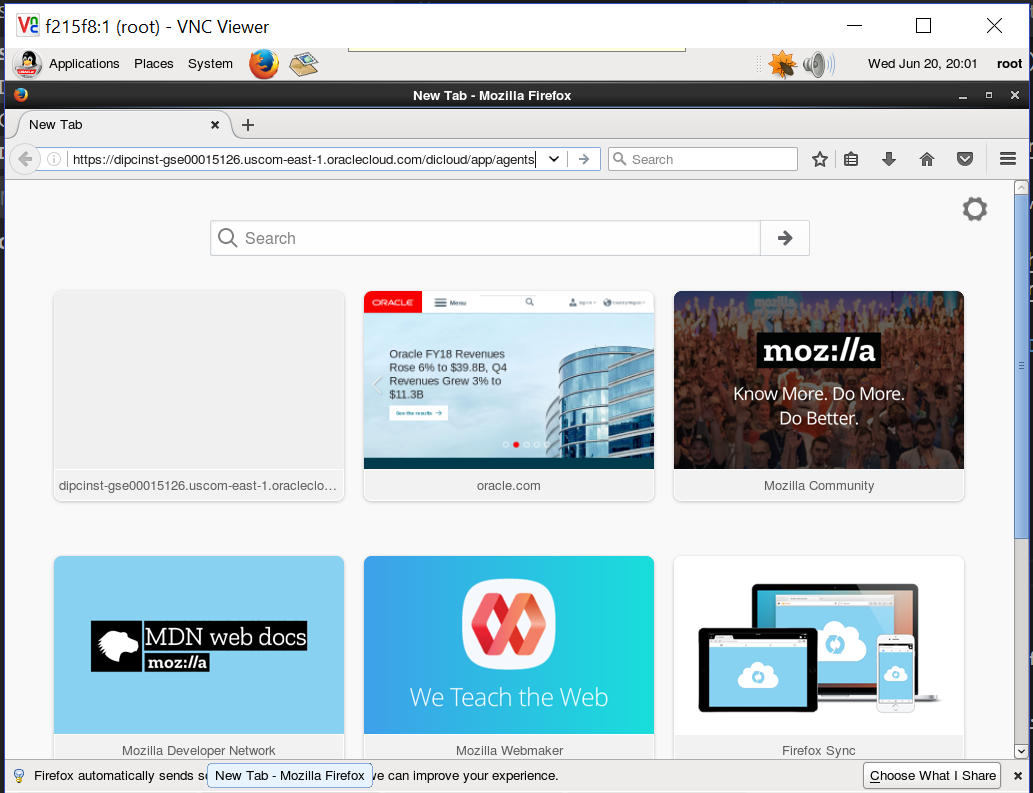 f215f8:1 (root) - VNC Viewer
Applications Places System Wed Jun 20, 20:01 root
New Tab - Mozilla Firefox
New Tab
https://dipcinst-gse00015126.uscom-east-1.oraclecloud.com/dicloud/app/agents Search
Search
ORACLE Menu
Oracle FY18 Revenues
Rose 6% to $39.8B, Q4
Revenues Grew 3% to
$11.3B
See the results
moz://a
Know More. Do More.
Do Better.
dipcinst-gse00015126.uscom-east-1.oracleclo...
oracle.com
Mozilla Community
MDN web docs
moz://a
We Teach the Web
Mozilla Developer Network
Mozilla Webmaker
Firefox Sync
Firefox automatically sends so
New Tab - Mozilla Firefox
we can improve your experience.
Choose What I Share